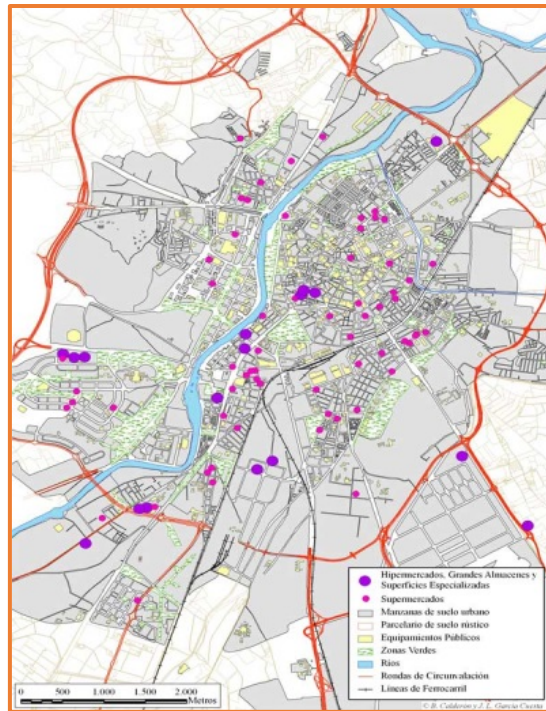 Hipermercados, Grandes Almacenes y
Superficies Especializadas
Supermercados
Manzanas de suelo urbano
Parcelario de suelo rústico
Equipamientos Públicos
Zonas Verdes
Ríos
Rondas de Circunvalación
Líneas de Ferrocarril
0 500 1.000 1.500 2.000
Metros
© B. Calderón y J. L. García Cuesta